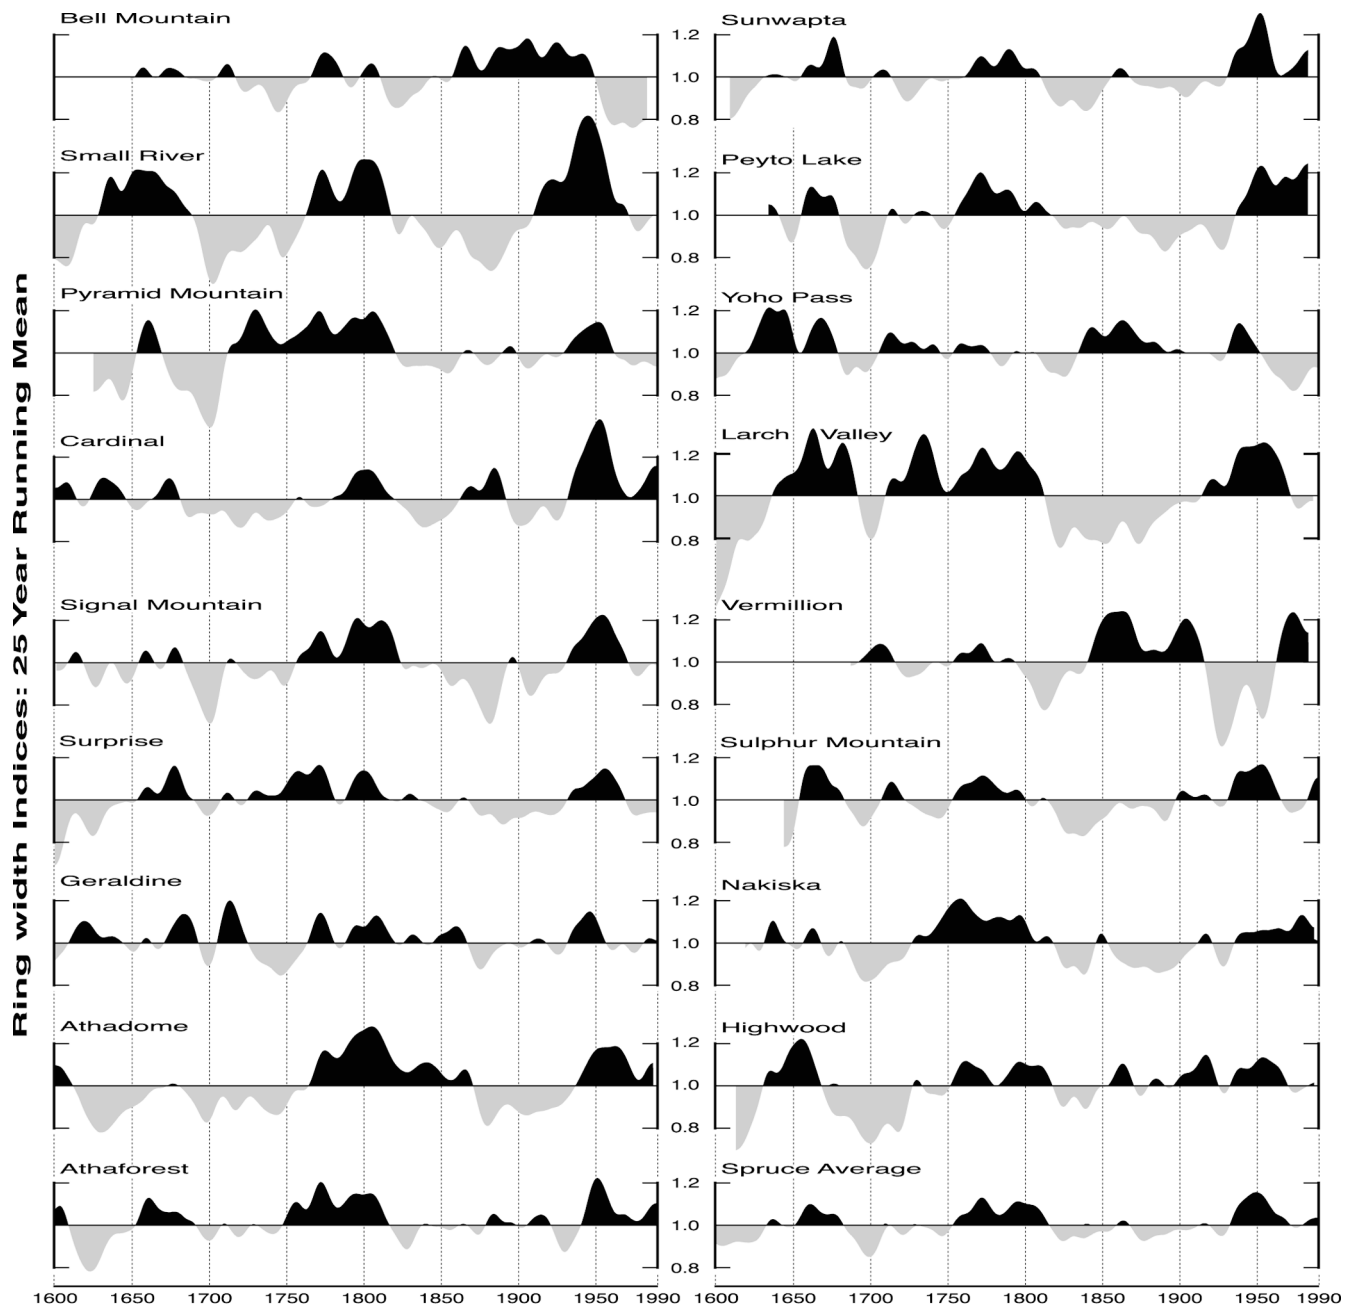 Ring width Indices: 25 Year Running Mean
Bell Mountain
Sunwapta
1.2
1.0
0.8
Small River
Peyto Lake
1.2
1.0
0.8
Pyramid Mountain
Yoho Pass
1.2
1.0
0.8
Cardinal
Larch Valley
1.2
1.0
0.8
Signal Mountain
Vermillion
1.2
1.0
0.8
Surprise
Sulphur Mountain
1.2
1.0
0.8
Geraldine
Nakiska
1.2
1.0
0.8
Athadome
Highwood
1.2
1.0
0.8
Athaforest
Spruce Average
1.2
1.0
0.8
1600 1650 1700 1750 1800 1850 1900 1950 1990 1600 1650 1700 1750 1800 1850 1900 1950 1990